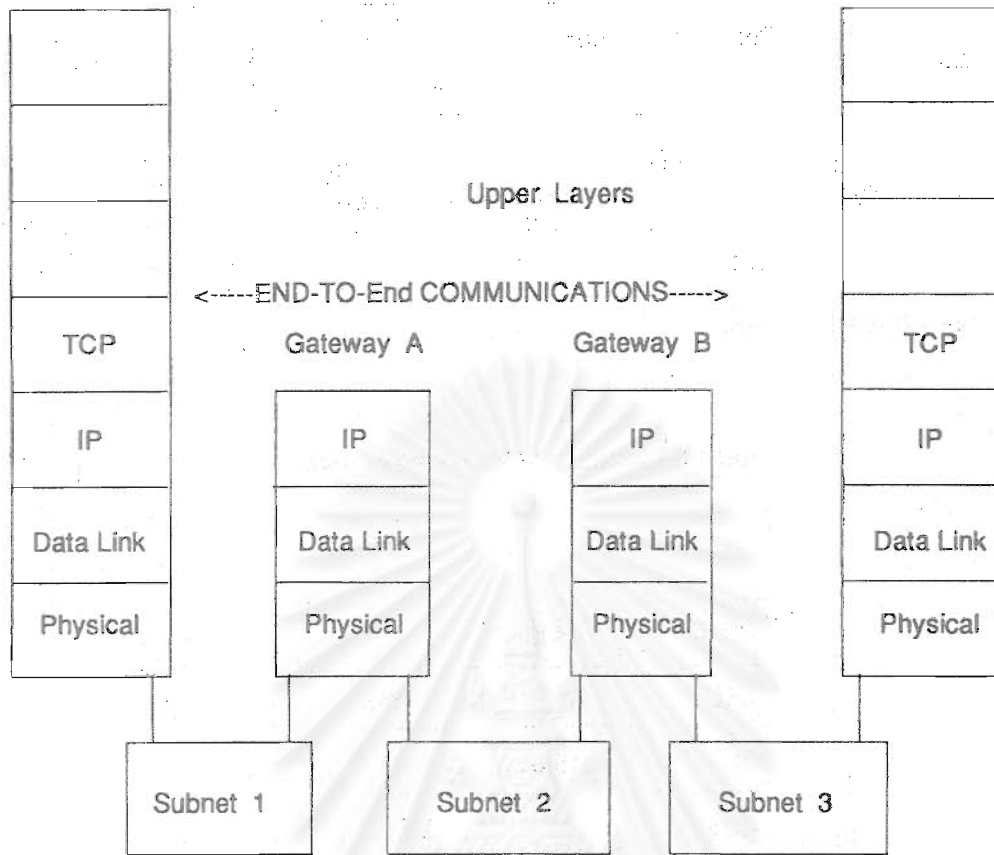 Upper Layers
<-----END-TO-End COMMUNICATIONS----->
TCP Gateway A Gateway B TCP
IP IP IP IP
Data Link Data Link Data Link Data Link
Physical Physical Physical Physical
Subnet 1 Subnet 2 Subnet 3